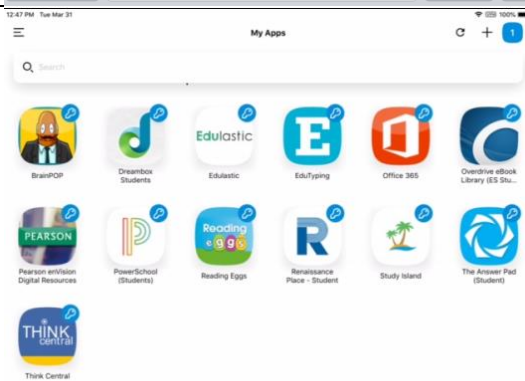 12:47 PM Tue Mar 31
100%
My Apps
1
Search
Edulastic
E
BrainPOP
Dreambox
Students
Edulastic
EduTyping
Office 365
Overdrive eBook
Library (ES Stu...
PEARSON
Reading
eggs
R
Pearson enVision
Digital Resources
PowerSchool
(Students)
Reading Eggs
Renaissance
Place - Student
Study Island
The Answer Pad
(Student)
THINK
central
Think Central